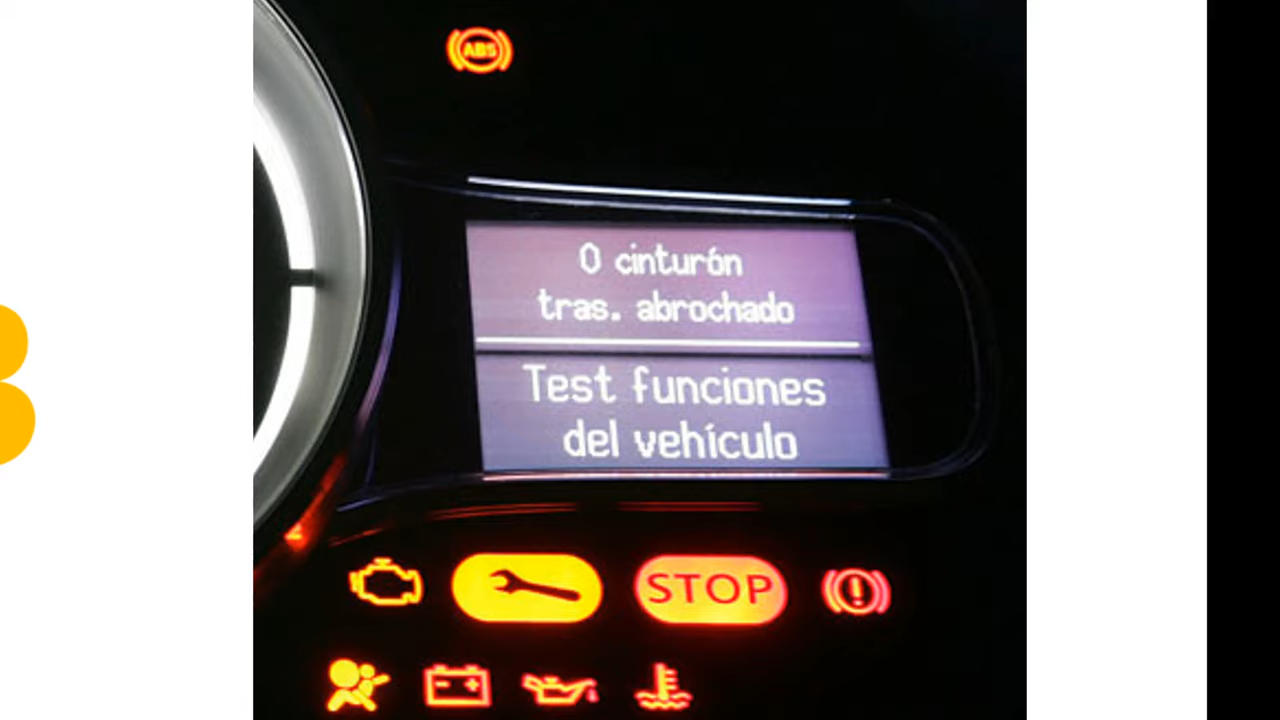 ABS
0 cinturón
tras. abrochado
Test funciones
del vehículo
STOP